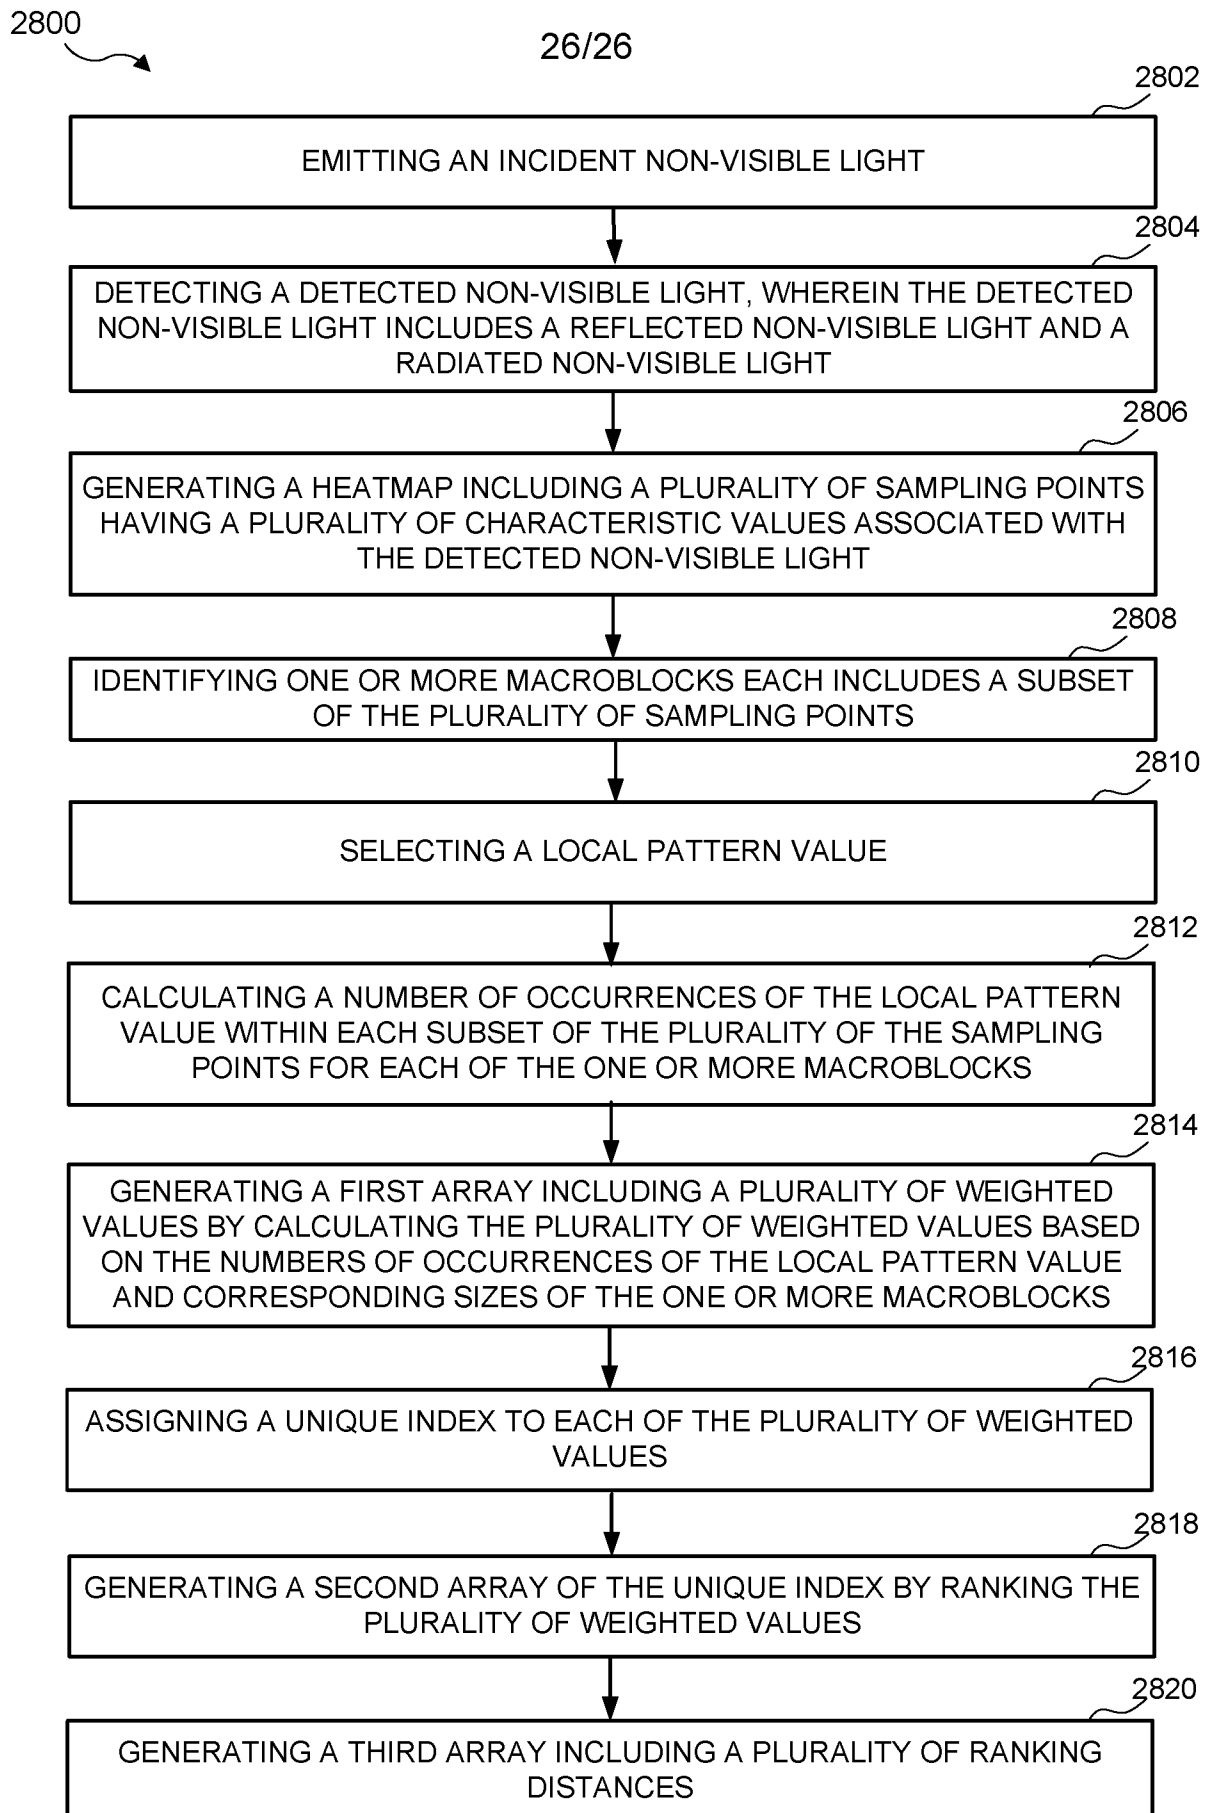 2800
26/26
2802
EMITTING AN INCIDENT NON-VISIBLE LIGHT
2804
DETECTING A DETECTED NON-VISIBLE LIGHT, WHEREIN THE DETECTED
NON-VISIBLE LIGHT INCLUDES A REFLECTED NON-VISIBLE LIGHT AND A
RADIATED NON-VISIBLE LIGHT
2806
GENERATING A HEATMAP INCLUDING A PLURALITY OF SAMPLING POINTS
HAVING A PLURALITY OF CHARACTERISTIC VALUES ASSOCIATED WITH
THE DETECTED NON-VISIBLE LIGHT
2808
IDENTIFYING ONE OR MORE MACROBLOCKS EACH INCLUDES A SUBSET
OF THE PLURALITY OF SAMPLING POINTS
2810
SELECTING A LOCAL PATTERN VALUE
2812
CALCULATING A NUMBER OF OCCURRENCES OF THE LOCAL PATTERN
VALUE WITHIN EACH SUBSET OF THE PLURALITY OF THE SAMPLING
POINTS FOR EACH OF THE ONE OR MORE MACROBLOCKS
2814
GENERATING A FIRST ARRAY INCLUDING A PLURALITY OF WEIGHTED
VALUES BY CALCULATING THE PLURALITY OF WEIGHTED VALUES BASED
ON THE NUMBERS OF OCCURRENCES OF THE LOCAL PATTERN VALUE
AND CORRESPONDING SIZES OF THE ONE OR MORE MACROBLOCKS
2816
ASSIGNING A UNIQUE INDEX TO EACH OF THE PLURALITY OF WEIGHTED
VALUES
2818
GENERATING A SECOND ARRAY OF THE UNIQUE INDEX BY RANKING THE
PLURALITY OF WEIGHTED VALUES
2820
GENERATING A THIRD ARRAY INCLUDING A PLURALITY OF RANKING
DISTANCES